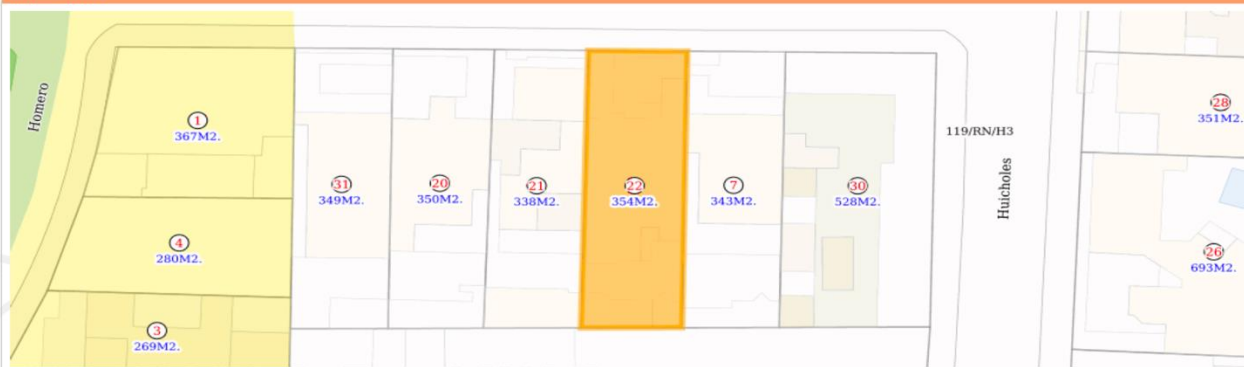 Homero
1
367M2.
4
280M2.
3
269M2.
31
349M2.
20
350M2.
21
338M2.
22
354M2.
7
343M2.
30
528M2.
119/RN/H3
Huicholes
28
351M2.
26
693M2.